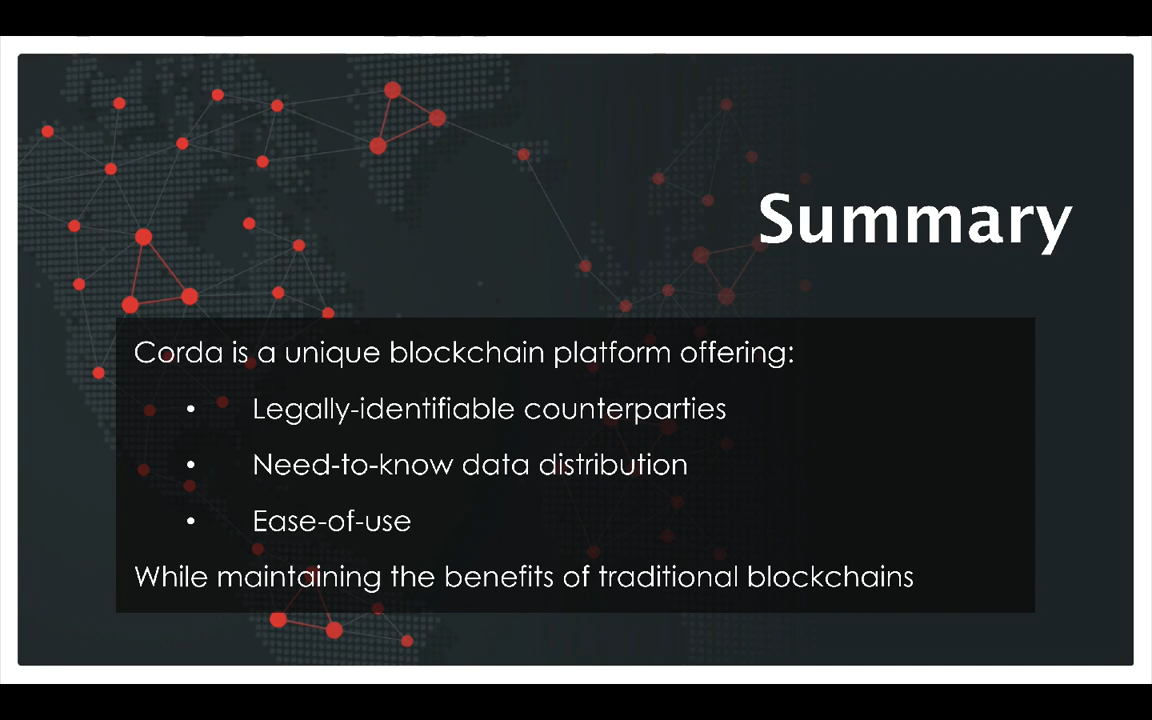 Summary
Corda is a unique blockchain platform offering:
• Legally-identifiable counterparties
• Need-to-know data distribution
• Ease-of-use
While maintaining the benefits of traditional blockchains